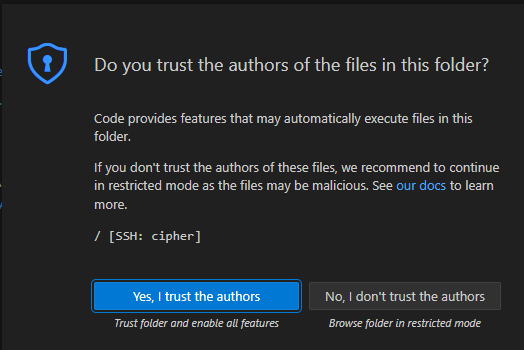 Do you trust the authors of the files in this folder?
Code provides features that may automatically execute files in this
folder.
If you don't trust the authors of these files, we recommend to continue
in restricted mode as the files may be malicious. See our docs to learn
more.
/ [SSH: cipher]
Yes, I trust the authors
No, I don't trust the authors
Trust folder and enable all features
Browse folder in restricted mode